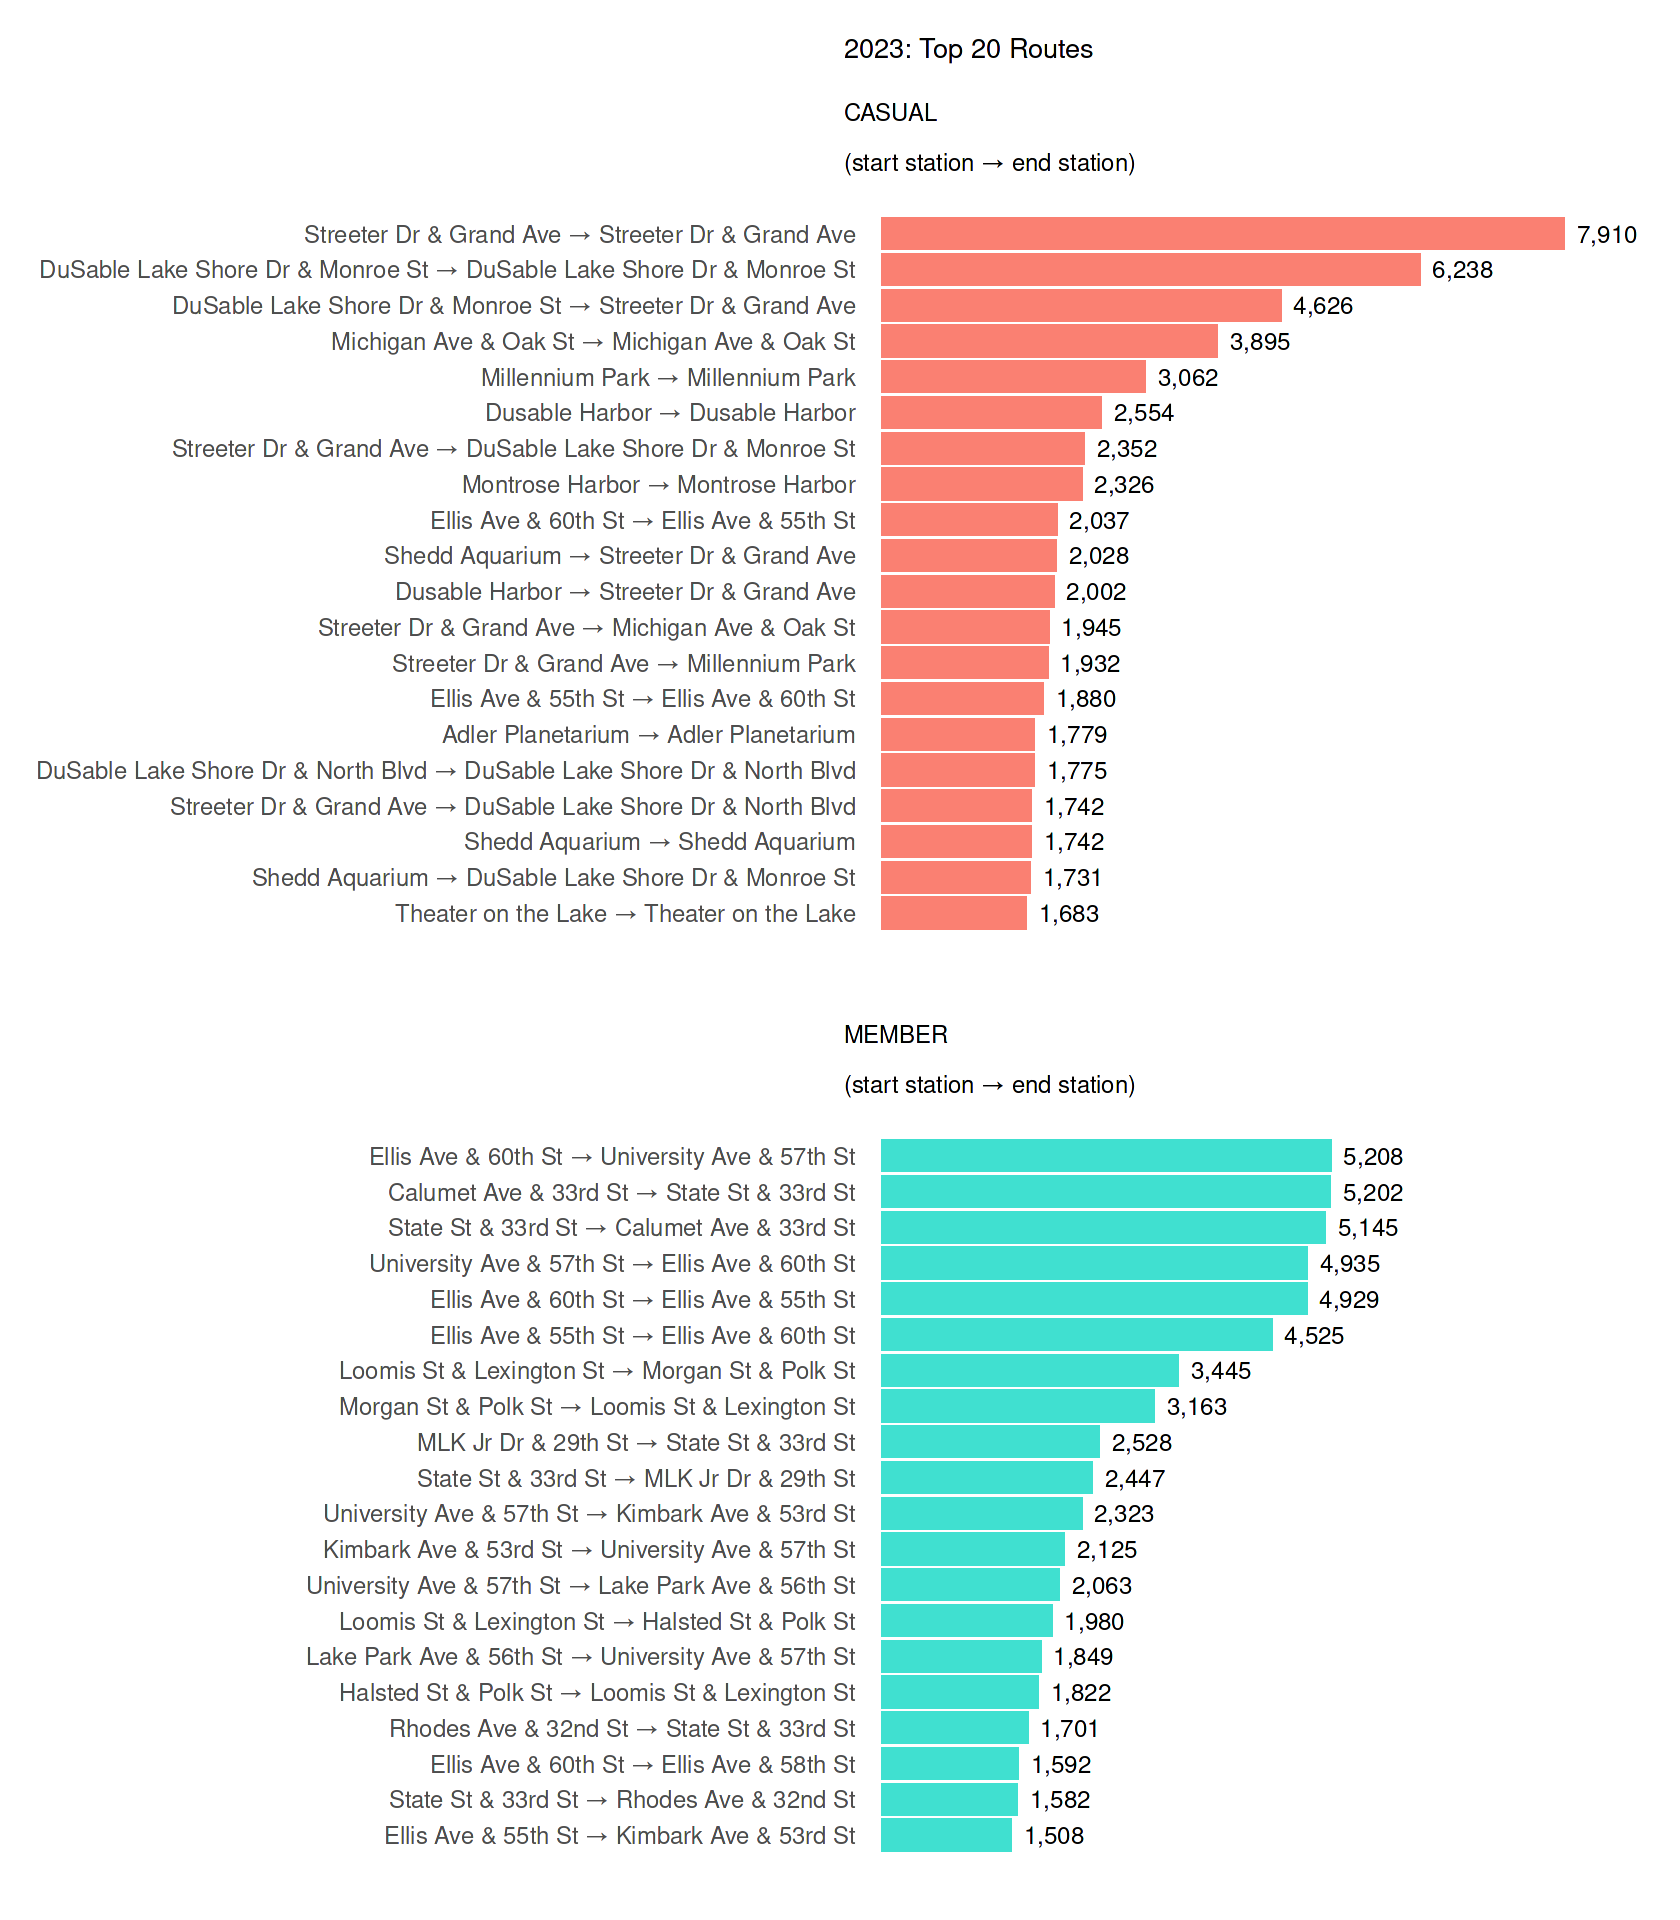 2023: Top 20 Routes
CASUAL
(start station → end station)
Streeter Dr & Grand Ave → Streeter Dr & Grand Ave 7,910
DuSable Lake Shore Dr & Monroe St → DuSable Lake Shore Dr & Monroe St 6,238
DuSable Lake Shore Dr & Monroe St → Streeter Dr & Grand Ave 4,626
Michigan Ave & Oak St → Michigan Ave & Oak St 3,895
Millennium Park → Millennium Park 3,062
Dusable Harbor → Dusable Harbor 2,554
Streeter Dr & Grand Ave → DuSable Lake Shore Dr & Monroe St 2,352
Montrose Harbor → Montrose Harbor 2,326
Ellis Ave & 60th St → Ellis Ave & 55th St 2,037
Shedd Aquarium → Streeter Dr & Grand Ave 2,028
Dusable Harbor → Streeter Dr & Grand Ave 2,002
Streeter Dr & Grand Ave → Michigan Ave & Oak St 1,945
Streeter Dr & Grand Ave → Millennium Park 1,932
Ellis Ave & 55th St → Ellis Ave & 60th St 1,880
Adler Planetarium → Adler Planetarium 1,779
DuSable Lake Shore Dr & North Blvd → DuSable Lake Shore Dr & North Blvd 1,775
Streeter Dr & Grand Ave → DuSable Lake Shore Dr & North Blvd 1,742
Shedd Aquarium → Shedd Aquarium 1,742
Shedd Aquarium → DuSable Lake Shore Dr & Monroe St 1,731
Theater on the Lake → Theater on the Lake 1,683
MEMBER
(start station → end station)
Ellis Ave & 60th St → University Ave & 57th St 5,208
Calumet Ave & 33rd St → State St & 33rd St 5,202
State St & 33rd St → Calumet Ave & 33rd St 5,145
University Ave & 57th St → Ellis Ave & 60th St 4,935
Ellis Ave & 60th St → Ellis Ave & 55th St 4,929
Ellis Ave & 55th St → Ellis Ave & 60th St 4,525
Loomis St & Lexington St → Morgan St & Polk St 3,445
Morgan St & Polk St → Loomis St & Lexington St 3,163
MLK Jr Dr & 29th St → State St & 33rd St 2,528
State St & 33rd St → MLK Jr Dr & 29th St 2,447
University Ave & 57th St → Kimbark Ave & 53rd St 2,323
Kimbark Ave & 53rd St → University Ave & 57th St 2,125
University Ave & 57th St → Lake Park Ave & 56th St 2,063
Loomis St & Lexington St → Halsted St & Polk St 1,980
Lake Park Ave & 56th St → University Ave & 57th St 1,849
Halsted St & Polk St → Loomis St & Lexington St 1,822
Rhodes Ave & 32nd St → State St & 33rd St 1,701
Ellis Ave & 60th St → Ellis Ave & 58th St 1,592
State St & 33rd St → Rhodes Ave & 32nd St 1,582
Ellis Ave & 55th St → Kimbark Ave & 53rd St 1,508